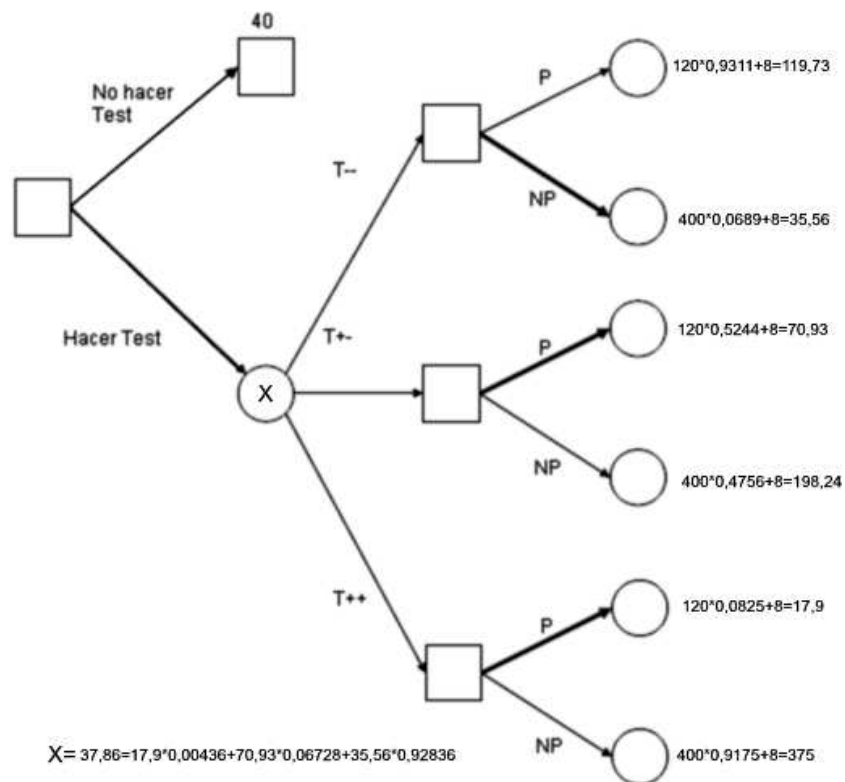 40
No hacer
Test
P
120*0,9311+8=119,73
T--
NP
400*0,0689+8=35,56
Hacer Test
T+-
P
120*0,5244+8=70,93
X
NP
400*0,4756+8=198,24
T++
P
120*0,0825+8=17,9
NP
400*0,9175+8=375
X= 37,86=17,9*0,00436+70,93*0,06728+35,56*0,92836